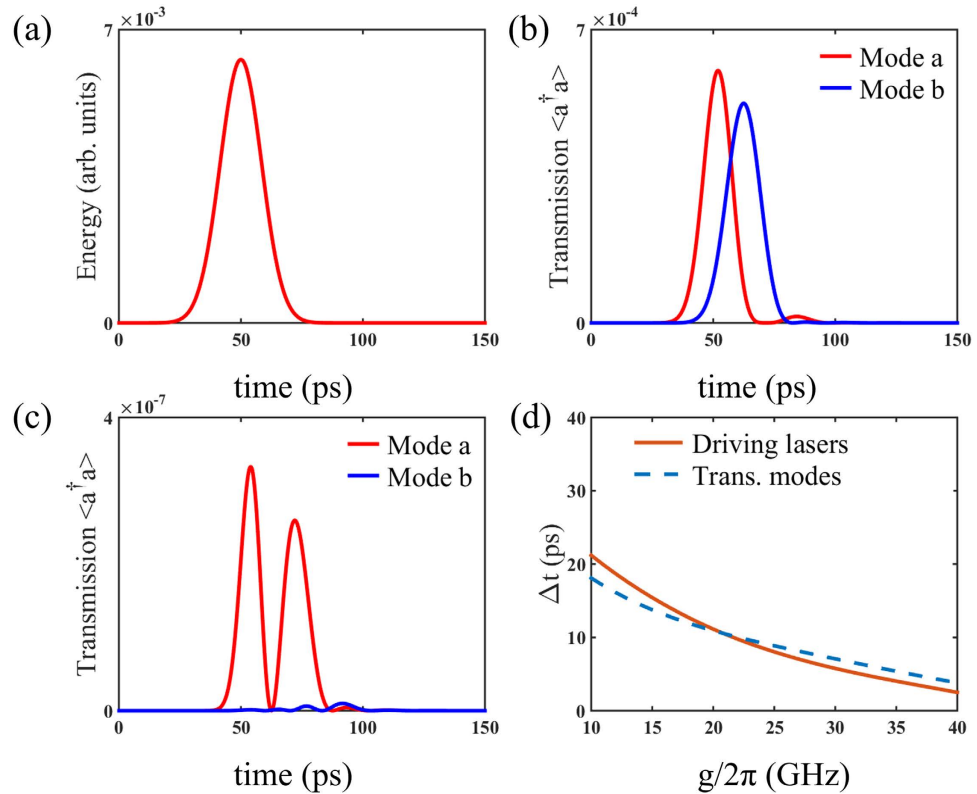 (a)
7 ×10⁻³
Energy (arb. units)
0
0 50 100 150
time (ps)
(b)
7 ×10⁻⁴
Mode a
Mode b
Transmission <a†a>
0
0 50 100 150
time (ps)
(c)
4 ×10⁻⁷
Mode a
Mode b
Transmission <a†a>
0
0 50 100 150
time (ps)
(d)
40
Driving lasers
Trans. modes
30
Δt (ps)
20
10
0
10 15 20 25 30 35 40
g/2π (GHz)